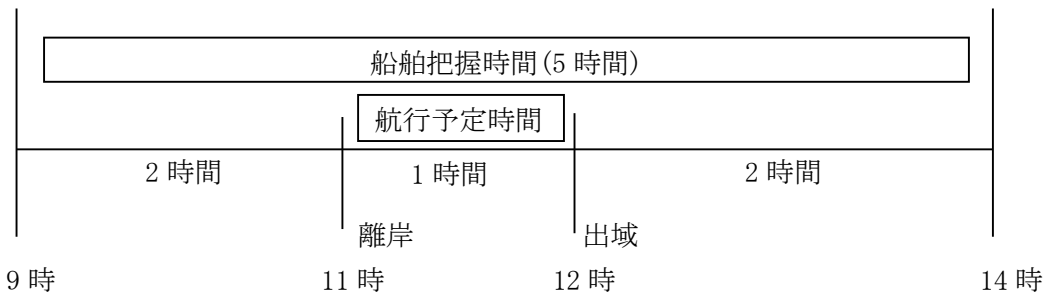 船舶把握時間(5 時間)
航行予定時間
2 時間 1 時間 2 時間
離岸 出域
9 時 11 時 12 時 14 時